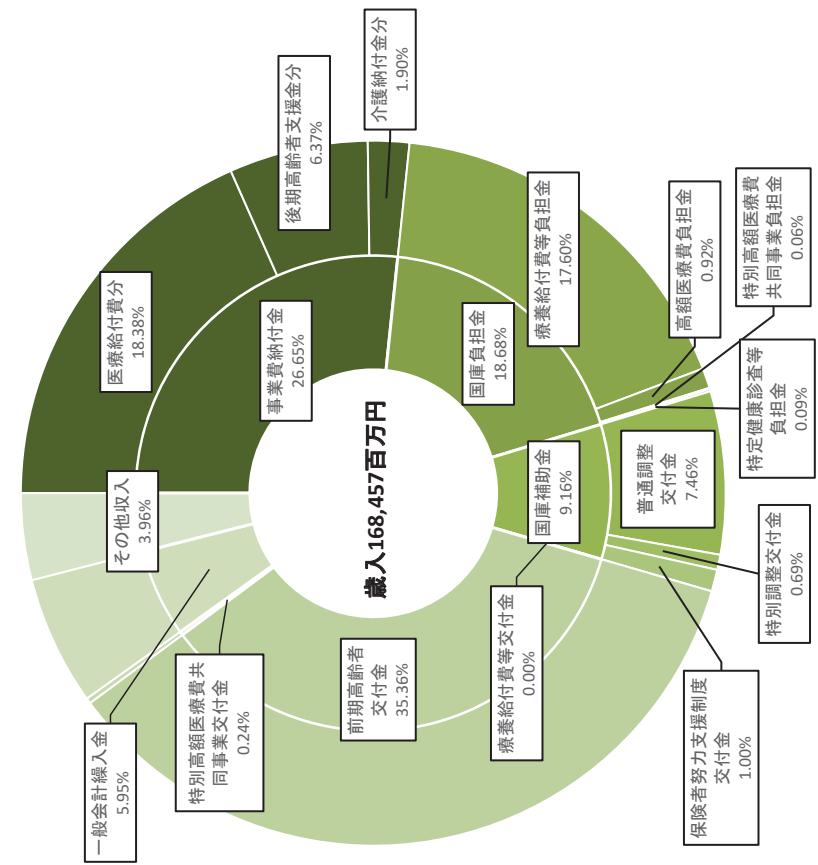 歳入168,457百万円
事業費納付金
26.65%
医療給付費分
18.38%
後期高齢者支援金分
6.37%
介護納付金分
1.90%
国庫負担金
18.68%
療養給付費等負担金
17.60%
高額医療費負担金
0.92%
特別高額医療費
共同事業負担金
0.06%
特定健康診査等
負担金
0.09%
国庫補助金
9.16%
普通調整
交付金
7.46%
特別調整交付金
0.69%
保険者努力支援制度
交付金
1.00%
療養給付費等交付金
0.00%
前期高齢者
交付金
35.36%
特別高額医療費共
同事業交付金
0.24%
一般会計繰入金
5.95%
その他収入
3.96%